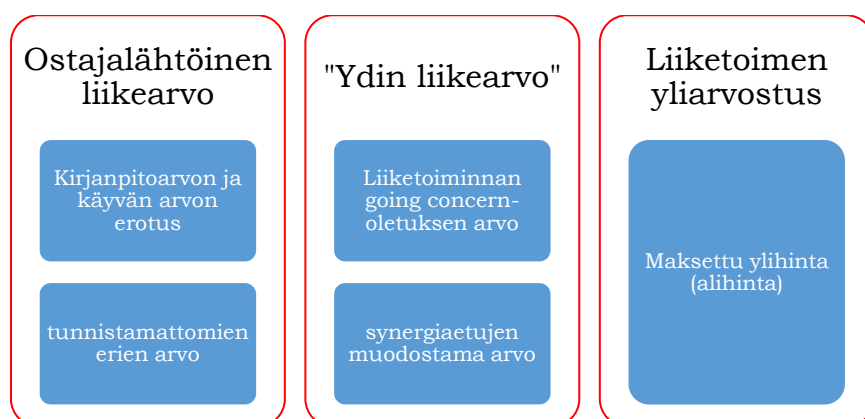 Ostajalähtöinen
liikearvo
Kirjanpitoarvon ja
käyvän arvon
erotus
tunnistamattomien
erien arvo
"Ydin liikearvo"
Liiketoiminnan
going concern-
oletuksen arvo
synergiaetujen
muodostama arvo
Liiketoimen
yliarvostus
Maksettu ylihinta
(alihinta)